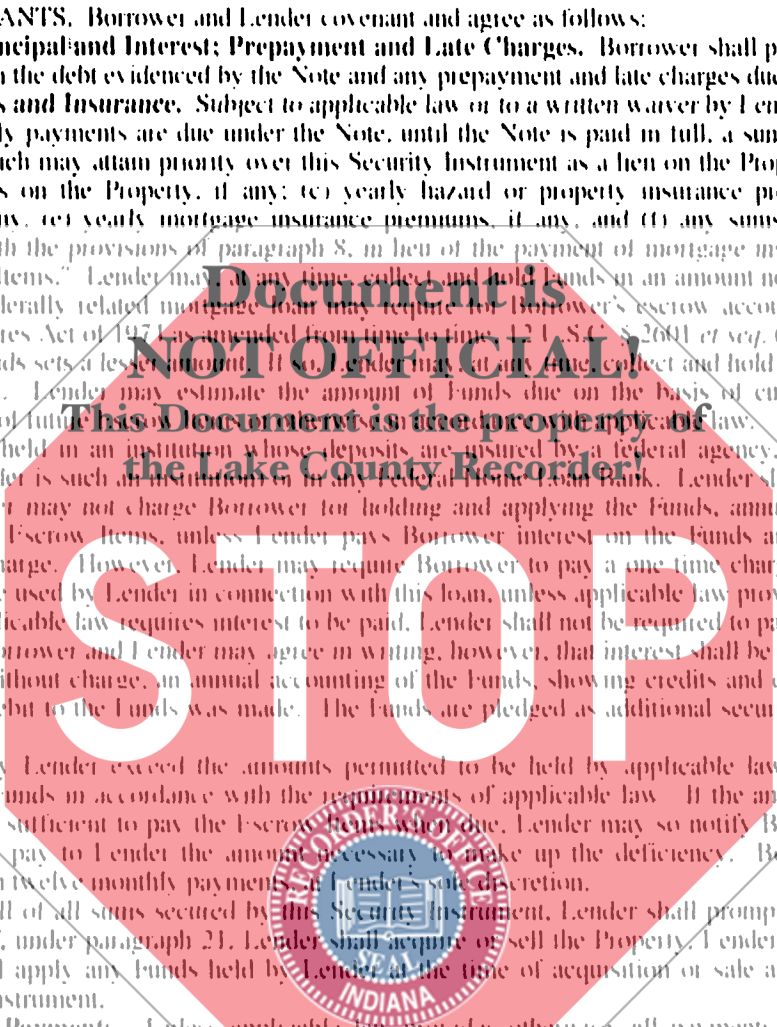 ANTS. Borrower and Lender covenant and agree as follows:
ncipal and Interest; Prepayment and Late Charges. Borrower shall p
n the debt evidenced by the Note and any prepayment and late charges du
s and Insurance. Subject to applicable law or to a written waiver by Len
ly payments are due under the Note, until the Note is paid in full, a sum
ich may attain priority over this Security Instrument as a lien on the Prop
s on the Property, if any; (c) yearly hazard or property insurance pr
ny, (e) yearly mortgage insurance premiums, if any, and (f) any sums
th the provisions of paragraph 8, in lieu of the payment of mortgage in
tems." Lender may at any time, collect and hold Funds in an amount n
derally related mortgage loan may require for Borrower's escrow accou
Document is
res Act of 1974 as amended from time to time, 12 U.S.C. § 2601 et seq. (
ds sets a lesser amount. If so, Lender may, at any time, collect and hold
NOT OFFICIAL!
. Lender may estimate the amount of Funds due on the basis of cu
of future Escrow Items or otherwise in accordance with applicable law.
This Document is the property of
held in an institution whose deposits are insured by a federal agency,
der is such an institution) or in any Federal Home Loan Bank. Lender sh
the Lake County Recorder!
r may not charge Borrower for holding and applying the Funds, annu
Escrow Items, unless Lender pays Borrower interest on the Funds a
harge. However, Lender may require Borrower to pay a one-time char
e used by Lender in connection with this loan, unless applicable law prov
licable law requires interest to be paid, Lender shall not be required to pa
STOP
orrower and Lender may agree in writing, however, that interest shall be
ithout charge, an annual accounting of the Funds, showing credits and
ebit to the Funds was made. The Funds are pledged as additional secu
y Lender exceed the amounts permitted to be held by applicable law
unds in accordance with the requirements of applicable law. If the am
sufficient to pay the Escrow Items when due, Lender may so notify B
pay to Lender the amount necessary to make up the deficiency. Bo
n twelve monthly payments, at Lender's sole discretion.
ll of all sums secured by this Security Instrument, Lender shall promp
, under paragraph 21, Lender shall acquire or sell the Property, Lender
l apply any Funds held by Lender at the time of acquisition or sale a
nstrument.
RECORDER'S OFFICE
SEAL
INDIANA